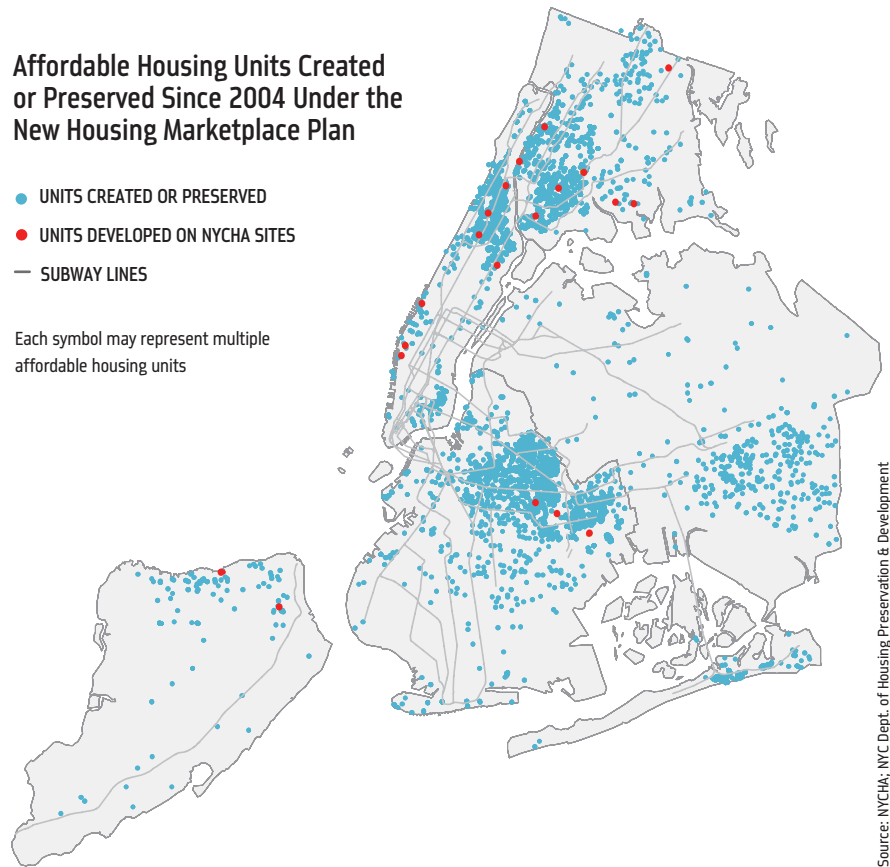 Affordable Housing Units Created
or Preserved Since 2004 Under the
New Housing Marketplace Plan
UNITS CREATED OR PRESERVED
UNITS DEVELOPED ON NYCHA SITES
SUBWAY LINES
Each symbol may represent multiple
affordable housing units
Source: NYCHA; NYC Dept. of Housing Preservation & Development